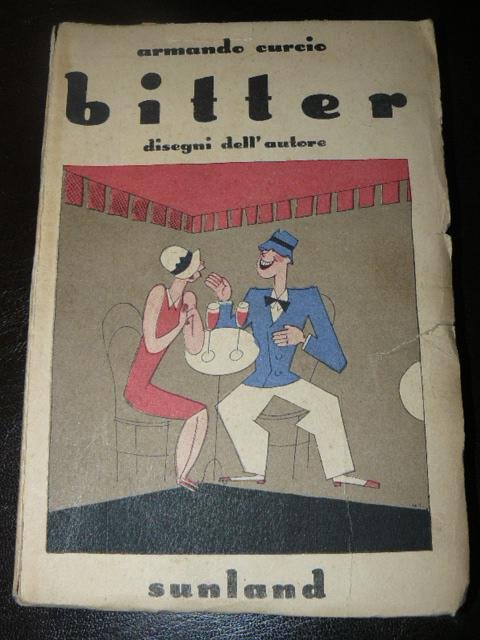 armando curcio
bitter
disegni dell'autore
sunland